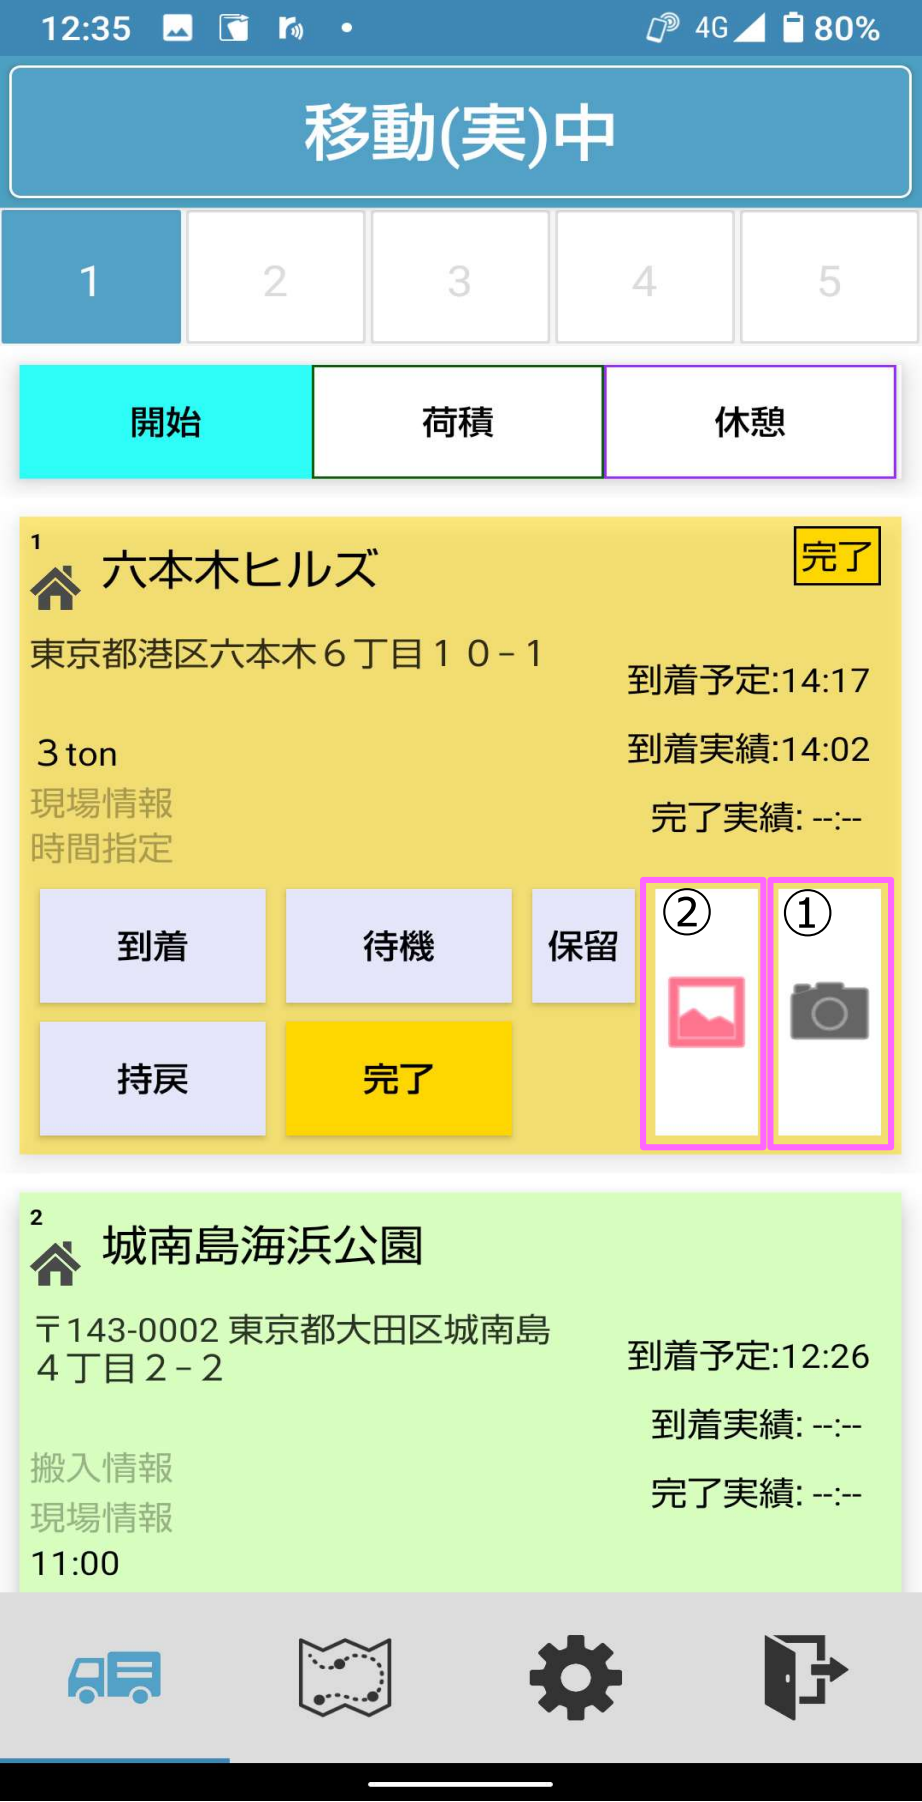 12:35 4G 80%
移動(実)中
1 2 3 4 5
開始 荷積 休憩
1
六本木ヒルズ 完了
東京都港区六本木６丁目１０−１
到着予定:14:17
３ton 到着実績:14:02
現場情報 完了実績: --:--
時間指定
到着 待機 保留 ② ①
持戻 完了
2
城南島海浜公園
〒143-0002 東京都大田区城南島
４丁目２−２ 到着予定:12:26
到着実績: --:--
搬入情報 完了実績: --:--
現場情報
11:00